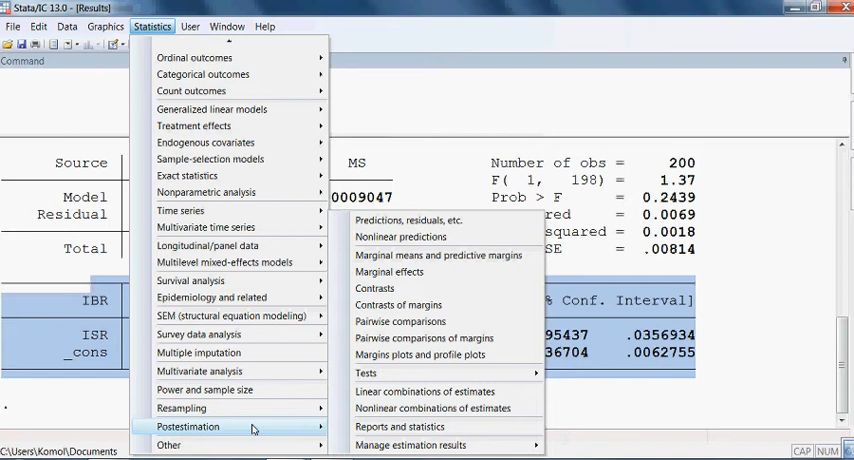 Stata/IC 13.0 - [Results]
File Edit Data Graphics Statistics User Window Help
Command
Ordinal outcomes
Categorical outcomes
Count outcomes
Generalized linear models
Treatment effects
Endogenous covariates
Sample-selection models
Exact statistics
Nonparametric analysis
Time series
Multivariate time series
Longitudinal/panel data
Multilevel mixed-effects models
Survival analysis
Epidemiology and related
SEM (structural equation modeling)
Survey data analysis
Multiple imputation
Multivariate analysis
Power and sample size
Resampling
Postestimation
Other
Predictions, residuals, etc.
Nonlinear predictions
Marginal means and predictive margins
Marginal effects
Contrasts
Contrasts of margins
Pairwise comparisons
Pairwise comparisons of margins
Margins plots and profile plots
Tests
Linear combinations of estimates
Nonlinear combinations of estimates
Reports and statistics
Manage estimation results
Source MS Number of obs = 200
F( 1, 198) = 1.37
Model 0009047 Prob > F = 0.2439
Residual ared = 0.0069
squared = 0.0018
Total SE = .00814
IBR % Conf. Interval]
ISR 95437 .0356934
_cons 36704 .0062755
.
C:\Users\Komol\Documents CAP NUM